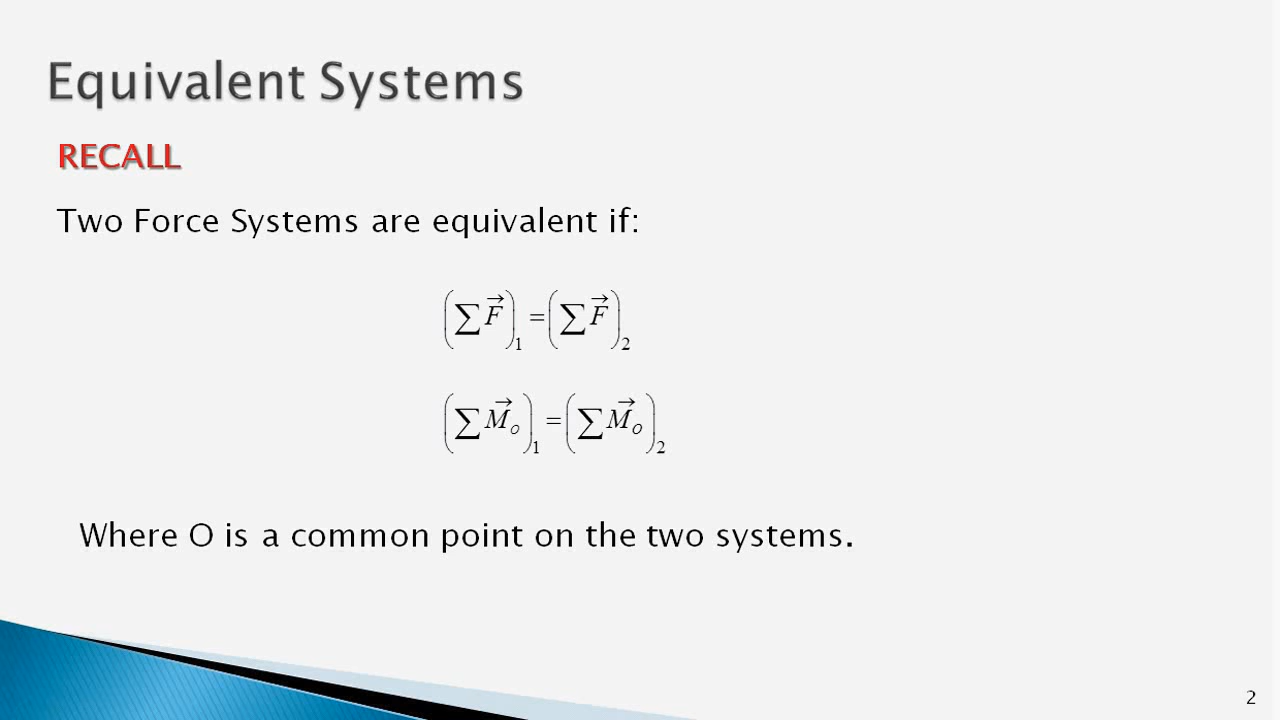 Equivalent Systems
RECALL
Two Force Systems are equivalent if:
(∑F⃗)₁ = (∑F⃗)₂
(∑M⃗ₒ)₁ = (∑M⃗ₒ)₂
Where O is a common point on the two systems.
2